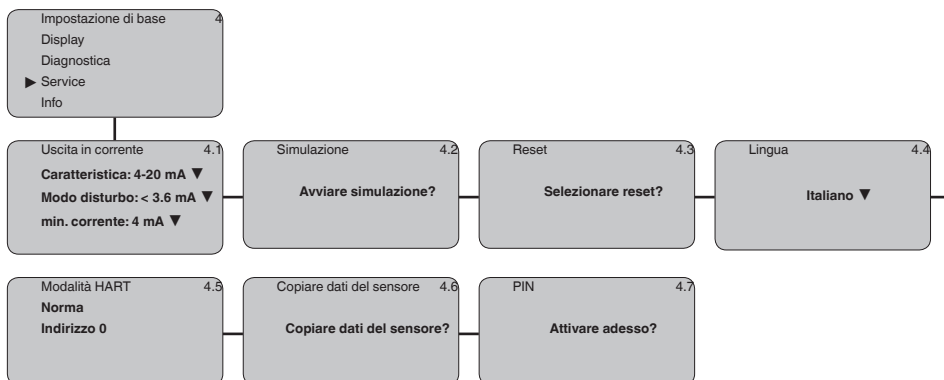 Impostazione di base 4
Display
Diagnostica
▶ Service
Info
Uscita in corrente 4.1
Caratteristica: 4-20 mA ▼
Modo disturbo: < 3.6 mA ▼
min. corrente: 4 mA ▼
Simulazione 4.2
Avviare simulazione?
Reset 4.3
Selezionare reset?
Lingua 4.4
Italiano ▼
Modalità HART 4.5
Norma
Indirizzo 0
Copiare dati del sensore 4.6
Copiare dati del sensore?
PIN 4.7
Attivare adesso?